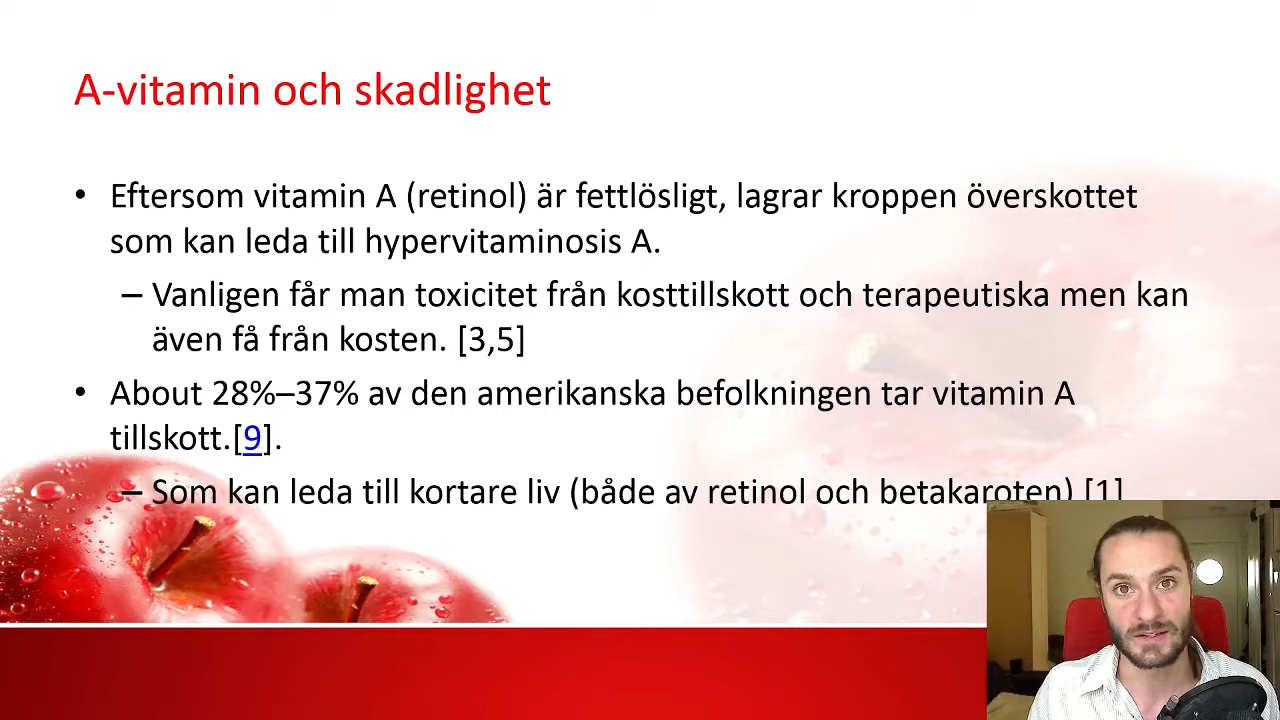 A-vitamin och skadlighet
• Eftersom vitamin A (retinol) är fettlösligt, lagrar kroppen överskottet
som kan leda till hypervitaminosis A.
– Vanligen får man toxicitet från kosttillskott och terapeutiska men kan
även få från kosten. [3,5]
• About 28%–37% av den amerikanska befolkningen tar vitamin A
tillskott.[9].
– Som kan leda till kortare liv (både av retinol och betakaroten) [1]